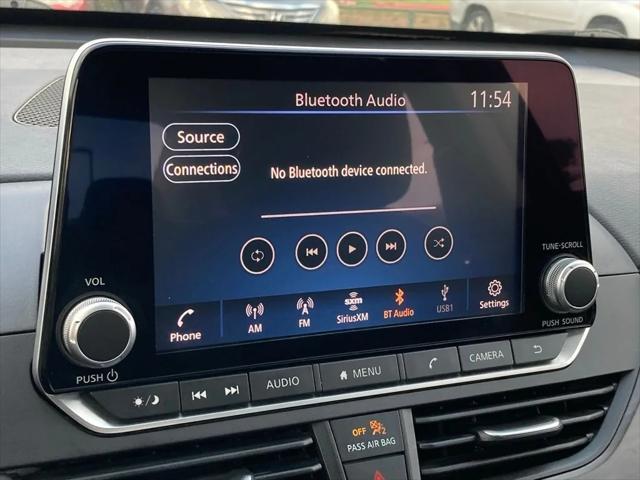 Bluetooth Audio 11:54
Source
Connections
No Bluetooth device connected.
Phone
AM
FM
SXM
SiriusXM
BT Audio
USB1
Settings
VOL
PUSH
TUNE·SCROLL
PUSH SOUND
AUDIO
MENU
CAMERA
OFF 2
PASS AIR BAG